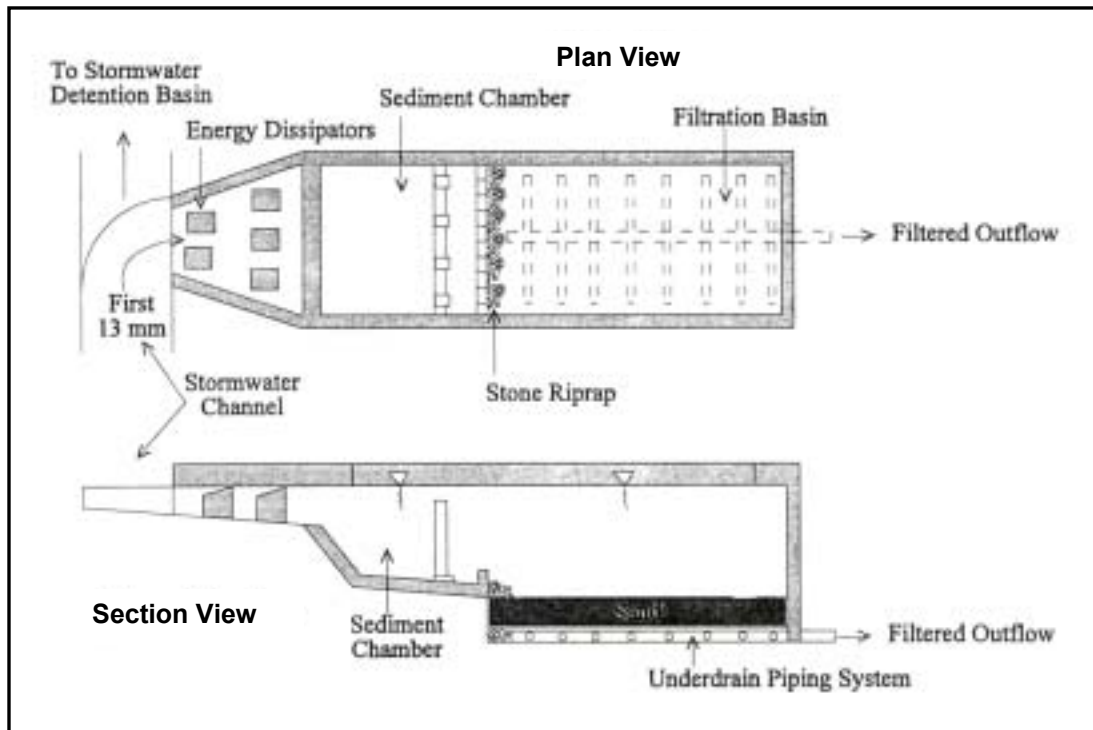 Plan View
To Stormwater
Detention Basin
Sediment Chamber
Energy Dissipators
Filtration Basin
Filtered Outflow
First
13 mm
Stone Riprap
Stormwater
Channel
Section View
Sand
Sediment
Chamber
Filtered Outflow
Underdrain Piping System